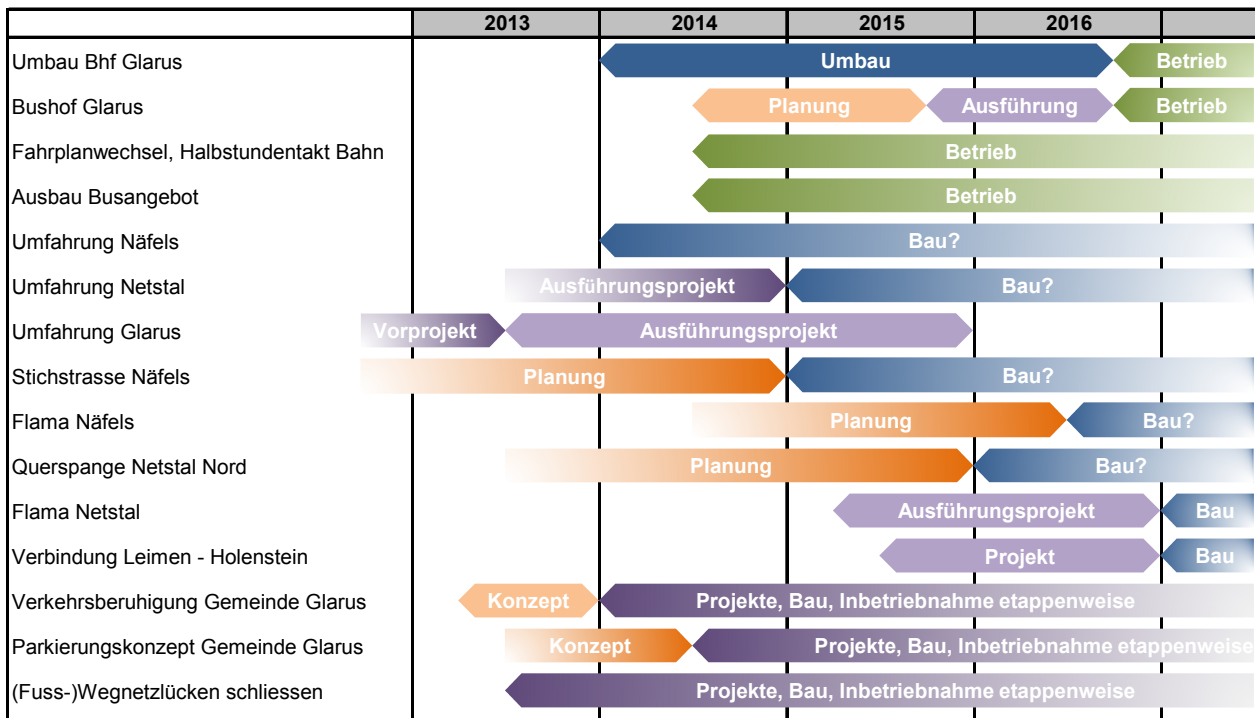 2013 2014 2015 2016
Umbau Bhf Glarus Umbau Betrieb
Bushof Glarus Planung Ausführung Betrieb
Fahrplanwechsel, Halbstundentakt Bahn Betrieb
Ausbau Busangebot Betrieb
Umfahrung Näfels Bau?
Umfahrung Netstal Ausführungsprojekt Bau?
Umfahrung Glarus Vorprojekt Ausführungsprojekt
Stichstrasse Näfels Planung Bau?
Flama Näfels Planung Bau?
Querspange Netstal Nord Planung Bau?
Flama Netstal Ausführungsprojekt Bau
Verbindung Leimen - Holenstein Projekt Bau
Verkehrsberuhigung Gemeinde Glarus Konzept Projekte, Bau, Inbetriebnahme etappenweise
Parkierungskonzept Gemeinde Glarus Konzept Projekte, Bau, Inbetriebnahme etappenweise
(Fuss-)Wegnetzlücken schliessen Projekte, Bau, Inbetriebnahme etappenweise